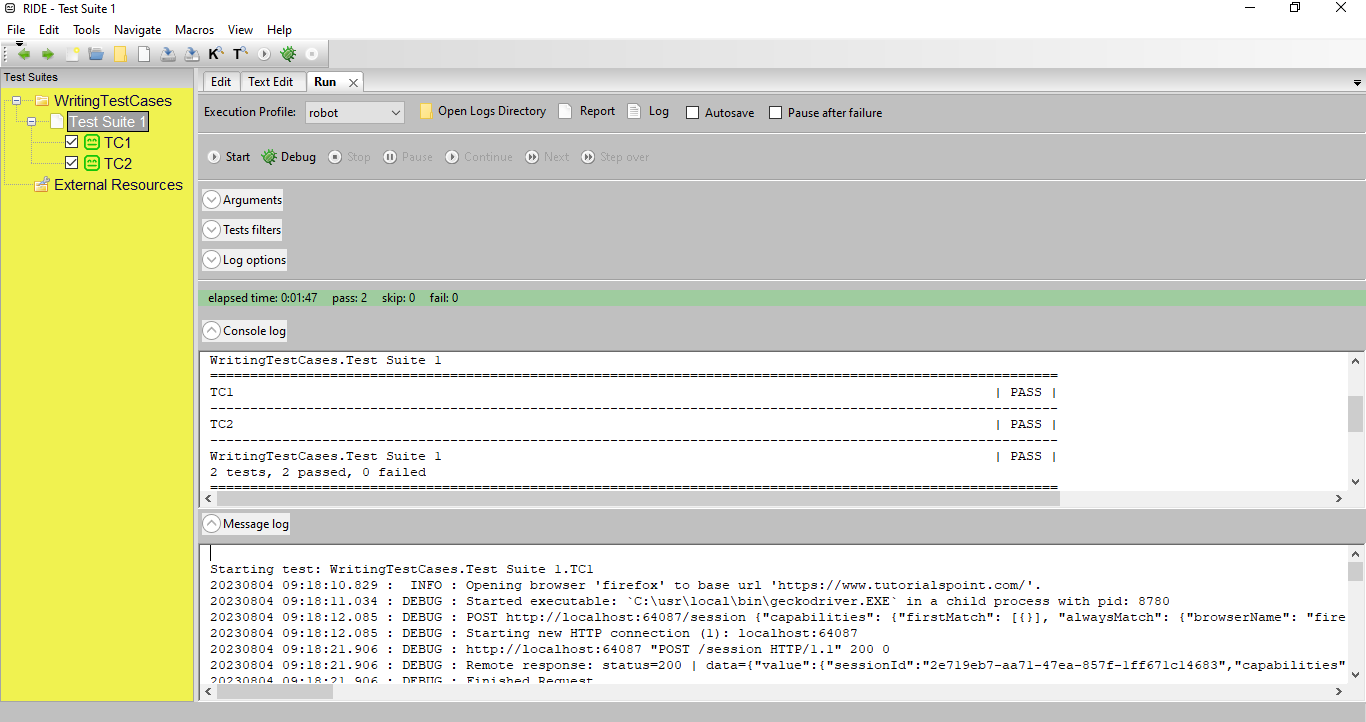 RIDE - Test Suite 1
File Edit Tools Navigate Macros View Help
K T
Test Suites
WritingTestCases
Test Suite 1
TC1
TC2
External Resources
Edit Text Edit Run
Execution Profile: robot Open Logs Directory Report Log Autosave Pause after failure
Start Debug Stop Pause Continue Next Step over
Arguments
Tests filters
Log options
elapsed time: 0:01:47 pass: 2 skip: 0 fail: 0
Console log
WritingTestCases.Test Suite 1
==========================================================================================================
TC1 | PASS |
----------------------------------------------------------------------------------------------------------
TC2 | PASS |
----------------------------------------------------------------------------------------------------------
WritingTestCases.Test Suite 1 | PASS |
2 tests, 2 passed, 0 failed
==========================================================================================================
Message log
Starting test: WritingTestCases.Test Suite 1.TC1
20230804 09:18:10.829 : INFO : Opening browser 'firefox' to base url 'https://www.tutorialspoint.com/'.
20230804 09:18:11.034 : DEBUG : Started executable: `C:\usr\local\bin\geckodriver.EXE` in a child process with pid: 8780
20230804 09:18:12.085 : DEBUG : POST http://localhost:64087/session {"capabilities": {"firstMatch": [{}], "alwaysMatch": {"browserName": "fire
20230804 09:18:12.085 : DEBUG : Starting new HTTP connection (1): localhost:64087
20230804 09:18:21.906 : DEBUG : http://localhost:64087 "POST /session HTTP/1.1" 200 0
20230804 09:18:21.906 : DEBUG : Remote response: status=200 | data={"value":{"sessionId":"2e719eb7-aa71-47ea-857f-1ff671c14683","capabilities"
20230804 09:18:21.906 : DEBUG : Finished Request